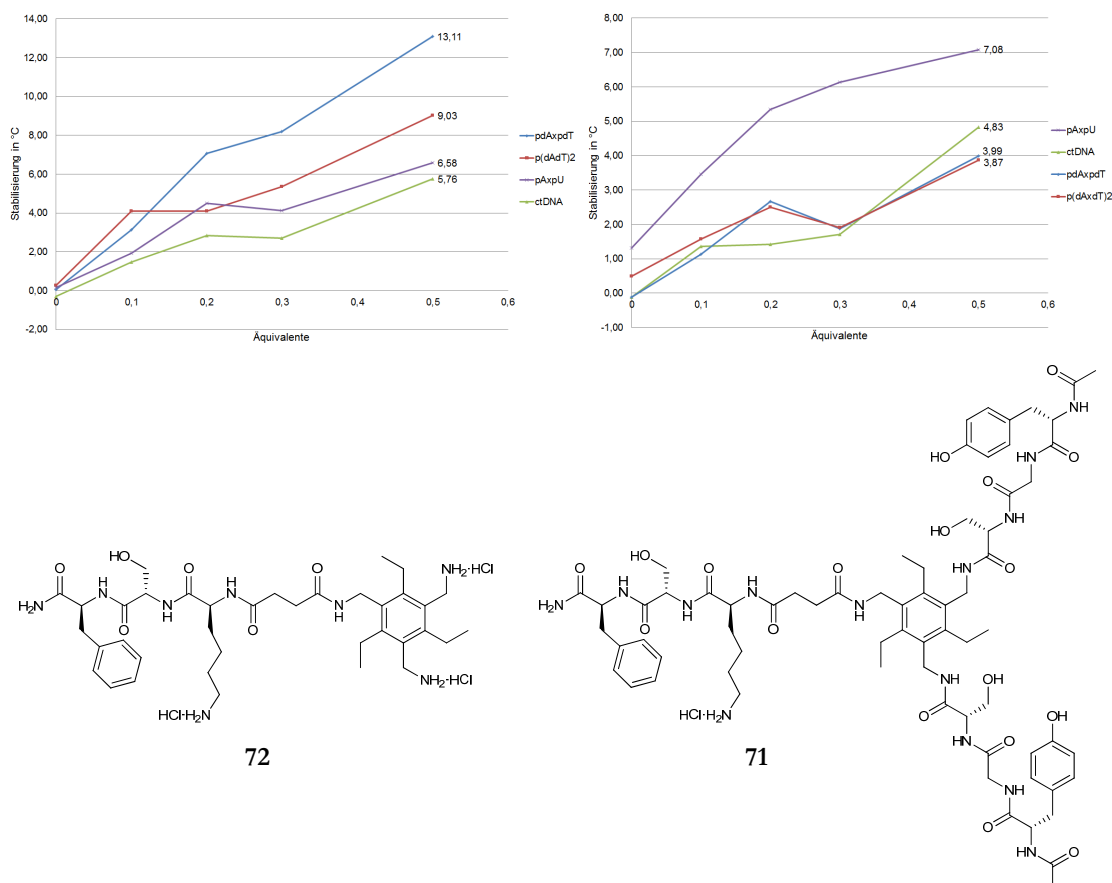 14,00
12,00
10,00
8,00
6,00
4,00
2,00
0,00
-2,00
Stabilisierung in °C
0
0,1
0,2
0,3
0,4
0,5
0,6
Äquivalente
13,11
9,03
6,58
5,76
pdAxpdT
p(dAdT)2
pAxpU
ctDNA
8,00
7,00
6,00
5,00
4,00
3,00
2,00
1,00
0,00
-1,00
Stabilisierung in °C
0
0,1
0,2
0,3
0,4
0,5
0,6
Äquivalente
7,08
4,83
3,99
3,87
pAxpU
ctDNA
pdAxpdT
p(dAxdT)2
H2N
O
H
N
O
HO
N
H
O
H
N
O
O
N
H
NH2·HCl
NH2·HCl
HCl·H2N
72
H2N
O
H
N
O
HO
N
H
O
H
N
O
O
N
H
HCl·H2N
71
O
N
H
HO
O
HN
O
NH
HO
O
NH
NH
OH
O
NH
O
OH
HN
O
N
H
O